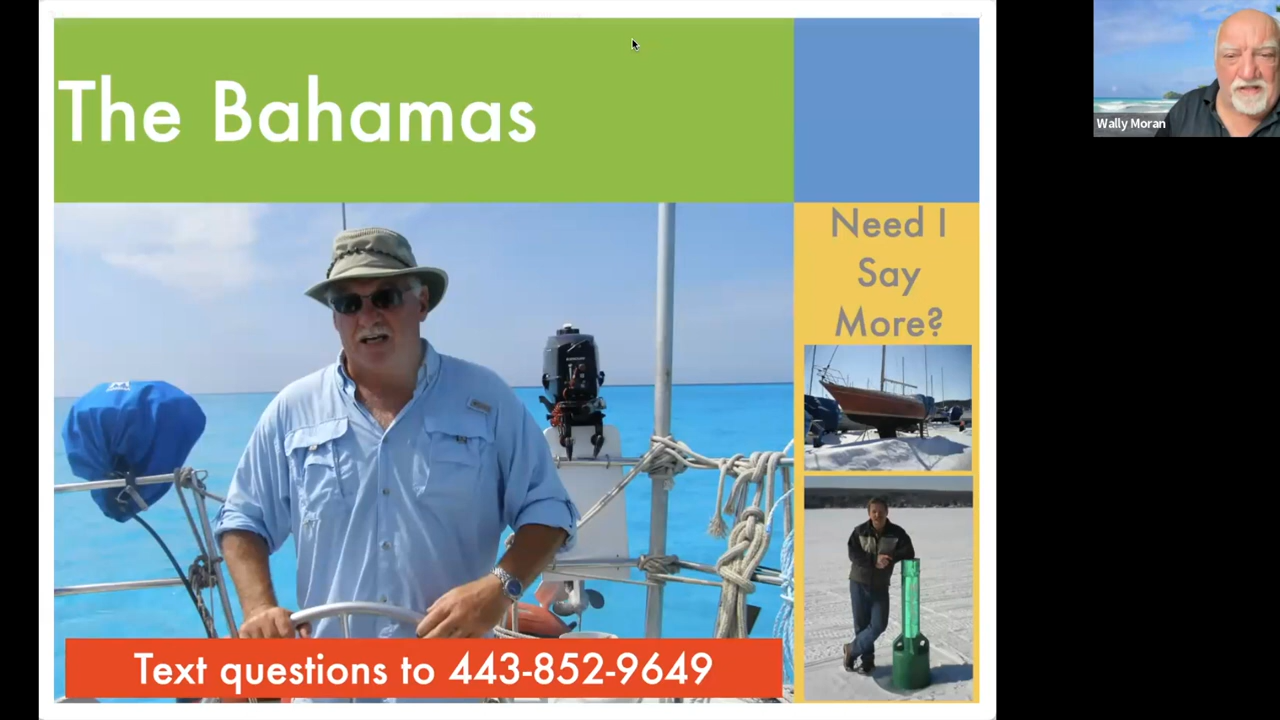 The Bahamas
Wally Moran
Need I
Say
More?
Text questions to 443-852-9649